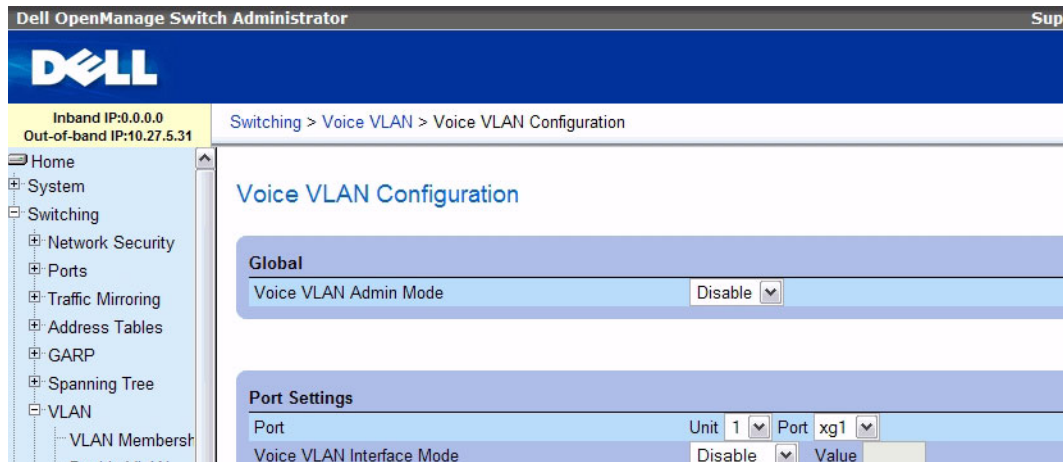 Dell OpenManage Switch Administrator
Sup
DELL
Inband IP:0.0.0.0
Out-of-band IP:10.27.5.31
Switching > Voice VLAN > Voice VLAN Configuration
Home
System
Switching
Network Security
Ports
Traffic Mirroring
Address Tables
GARP
Spanning Tree
VLAN
VLAN Membersh
Voice VLAN Configuration
Global
Voice VLAN Admin Mode Disable
Port Settings
Port Unit 1 Port xg1
Voice VLAN Interface Mode Disable Value